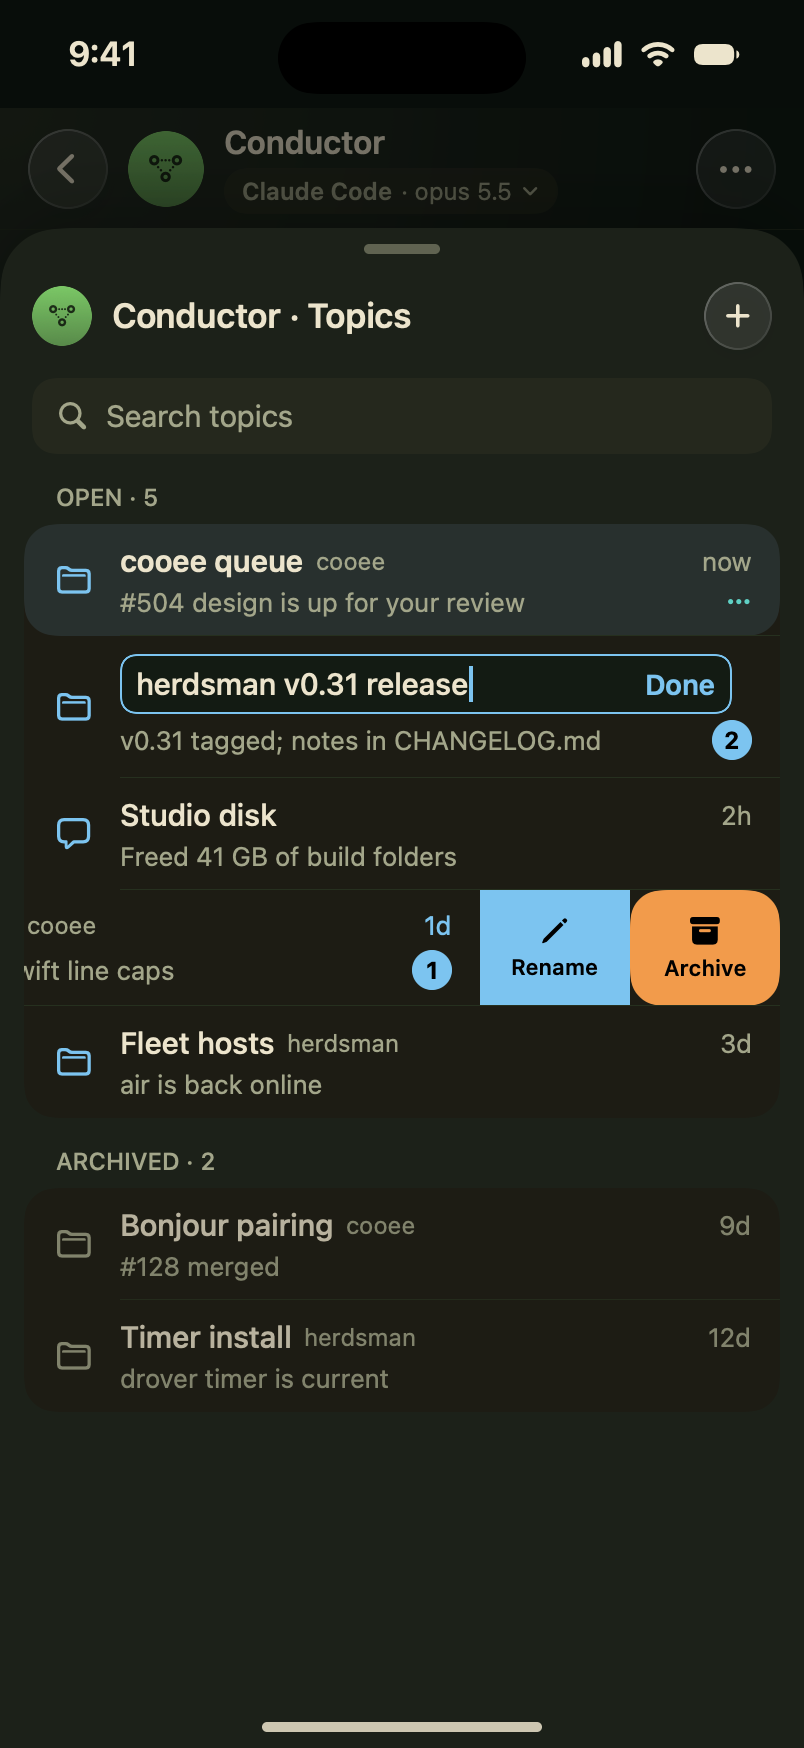 9:41
Conductor
Claude Code · opus 5.5
Conductor · Topics
Search topics
OPEN · 5
cooee queue cooee now
#504 design is up for your review
herdsman v0.31 release Done
v0.31 tagged; notes in CHANGELOG.md 2
Studio disk 2h
Freed 41 GB of build folders
cooee 1d
line caps 1
Rename Archive
Fleet hosts herdsman 3d
air is back online
ARCHIVED · 2
Bonjour pairing cooee 9d
#128 merged
Timer install herdsman 12d
drover timer is current